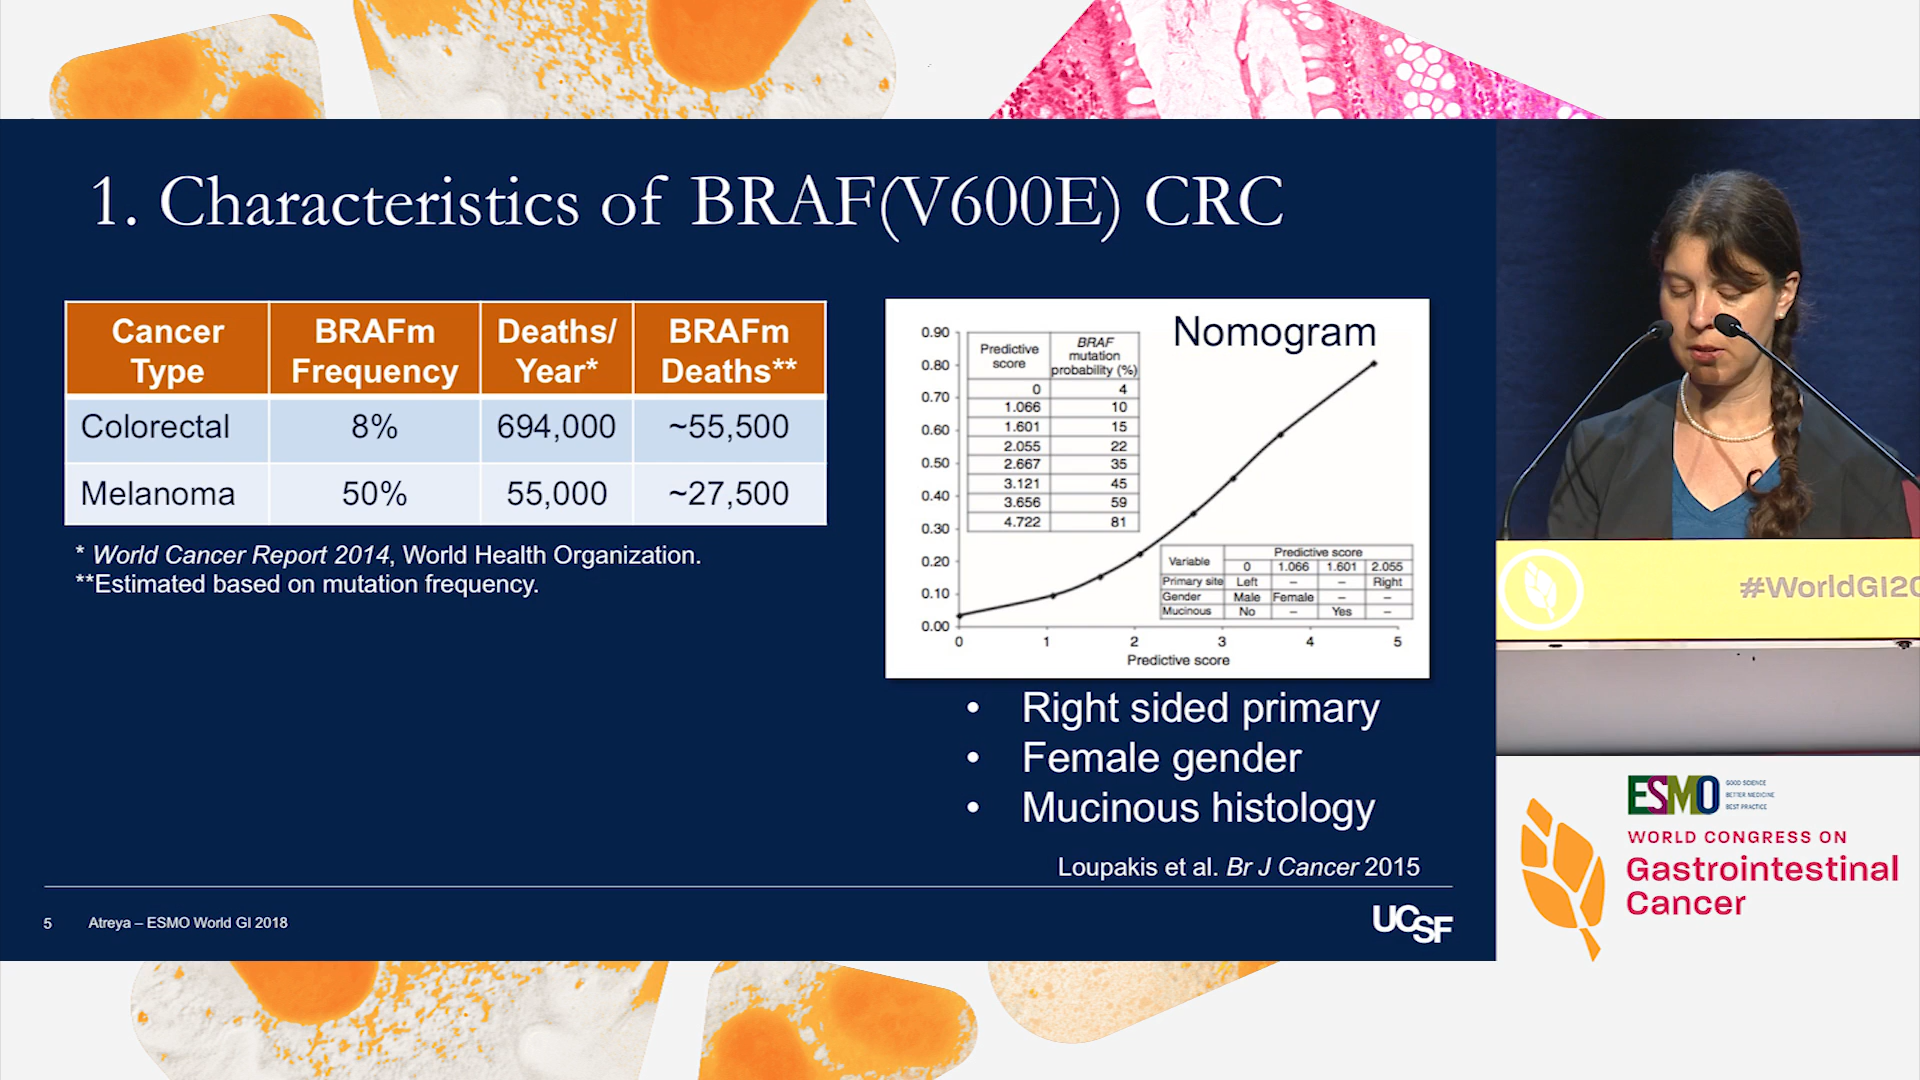 1. Characteristics of BRAF(V600E) CRC
Cancer Type BRAFm Frequency Deaths/ Year* BRAFm Deaths**
Colorectal 8% 694,000 ~55,500
Melanoma 50% 55,000 ~27,500
* World Cancer Report 2014, World Health Organization.
**Estimated based on mutation frequency.
Nomogram
0.90
0.80
0.70
0.60
0.50
0.40
0.30
0.20
0.10
0.00
0 1 2 3 4 5
Predictive score
Predictive score BRAF mutation probability (%)
0 4
1.066 10
1.601 15
2.055 22
2.667 35
3.121 45
3.656 59
4.722 81
Variable Predictive score
0 1.066 1.601 2.055
Primary site Left – – Right
Gender Male Female – –
Mucinous No – Yes –
• Right sided primary
• Female gender
• Mucinous histology
Loupakis et al. Br J Cancer 2015
5 Atreya – ESMO World GI 2018
UCSF
#WorldGI20
ESMO
GOOD SCIENCE
BETTER MEDICINE
BEST PRACTICE
WORLD CONGRESS ON
Gastrointestinal
Cancer